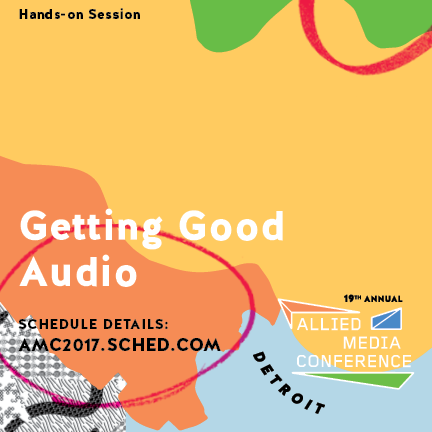 Hands-on Session
Getting Good
Audio
SCHEDULE DETAILS:
AMC2017.SCHED.COM
19TH ANNUAL
ALLIED
MEDIA
CONFERENCE
DETROIT